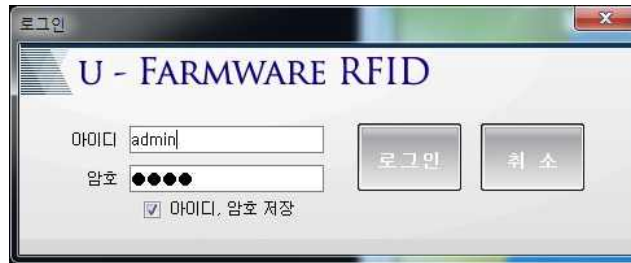 로그인
U - FARMWARE RFID
아이디 admin
로그인 취 소
암호 ●●●●
아이디, 암호 저장